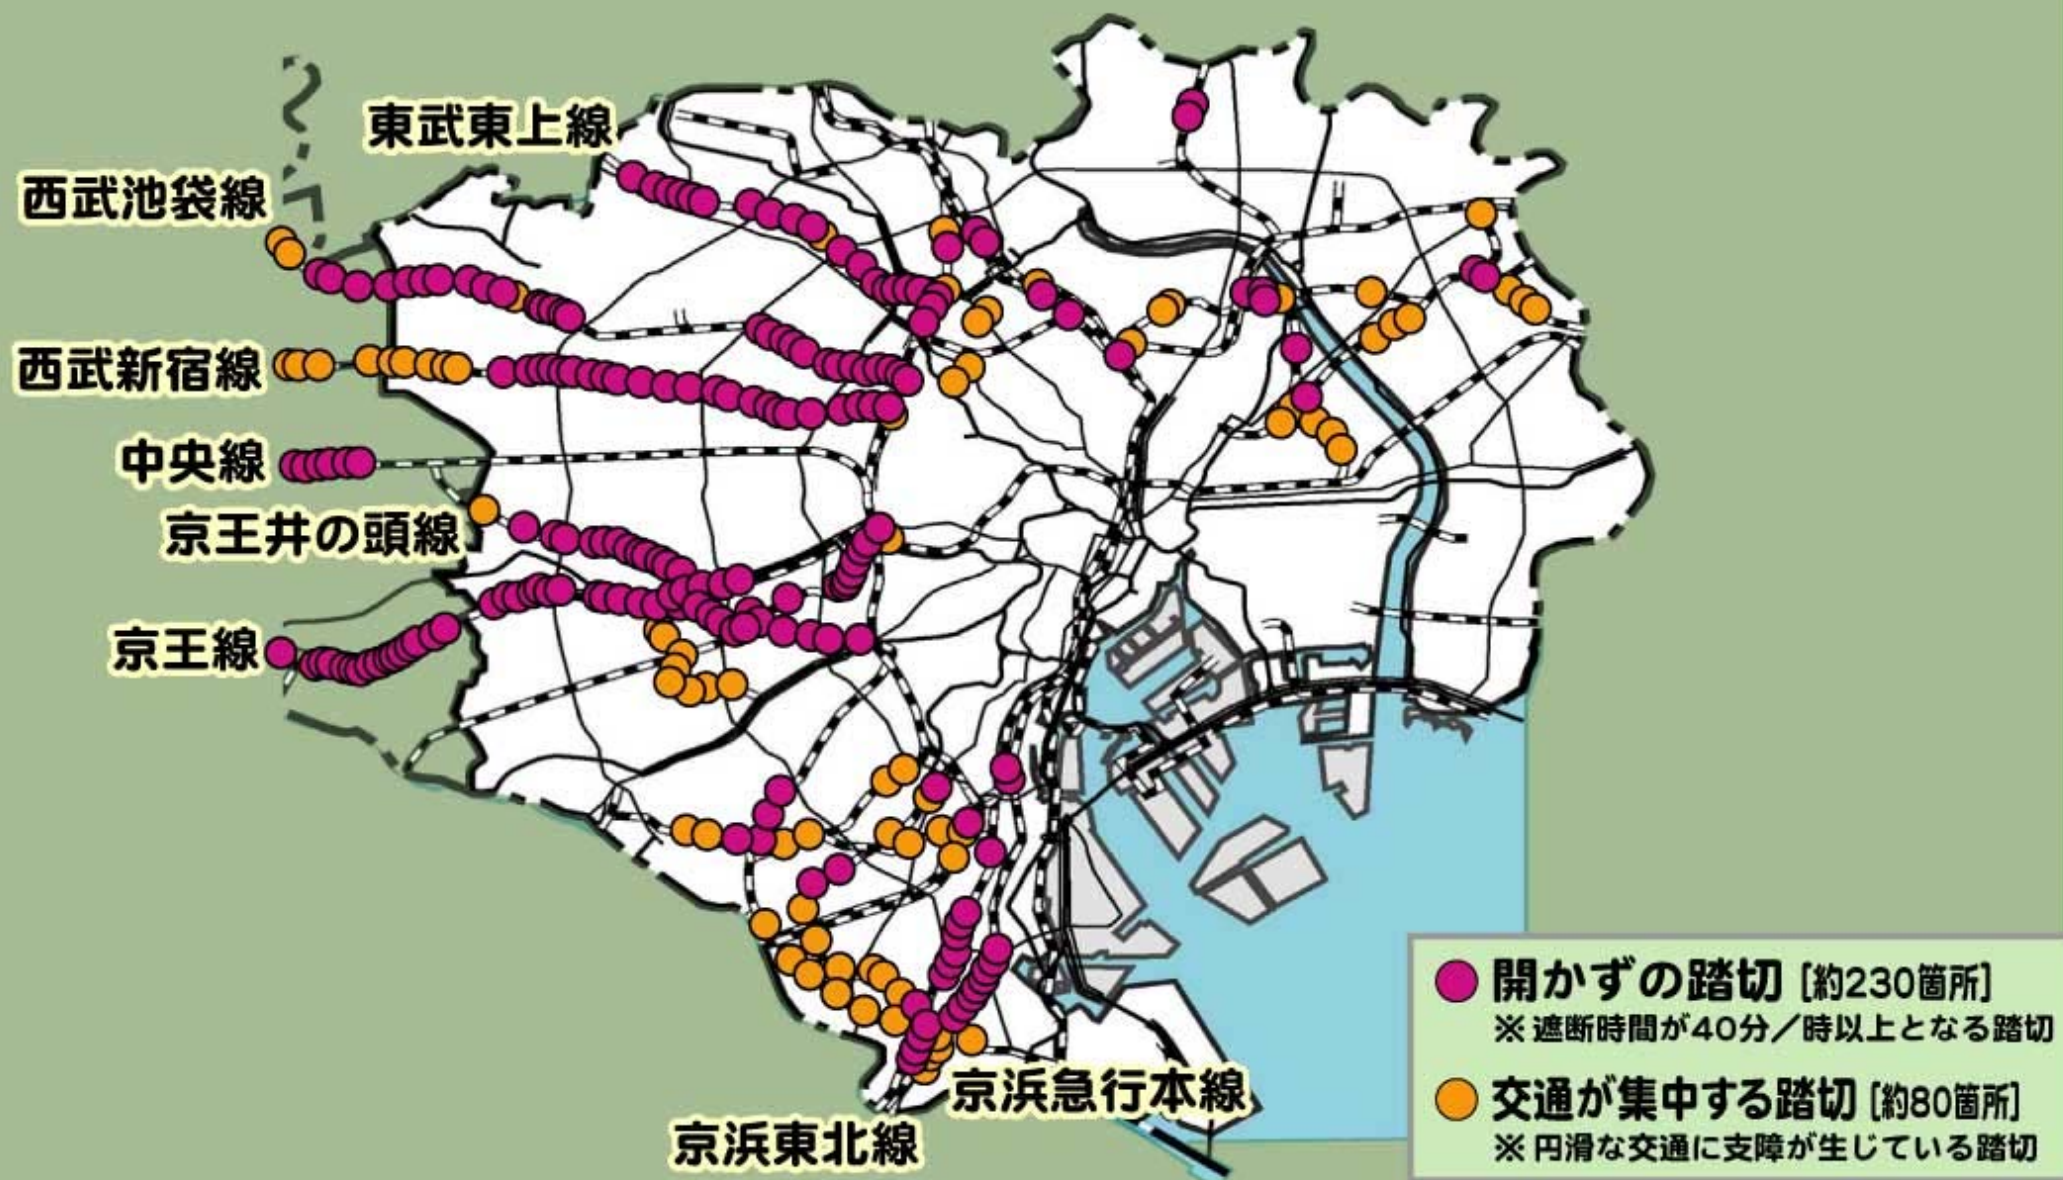 東武東上線
西武池袋線
西武新宿線
中央線
京王井の頭線
京王線
京浜急行本線
京浜東北線
開かずの踏切 [約230箇所]
※ 遮断時間が40分／時以上となる踏切
交通が集中する踏切 [約80箇所]
※ 円滑な交通に支障が生じている踏切